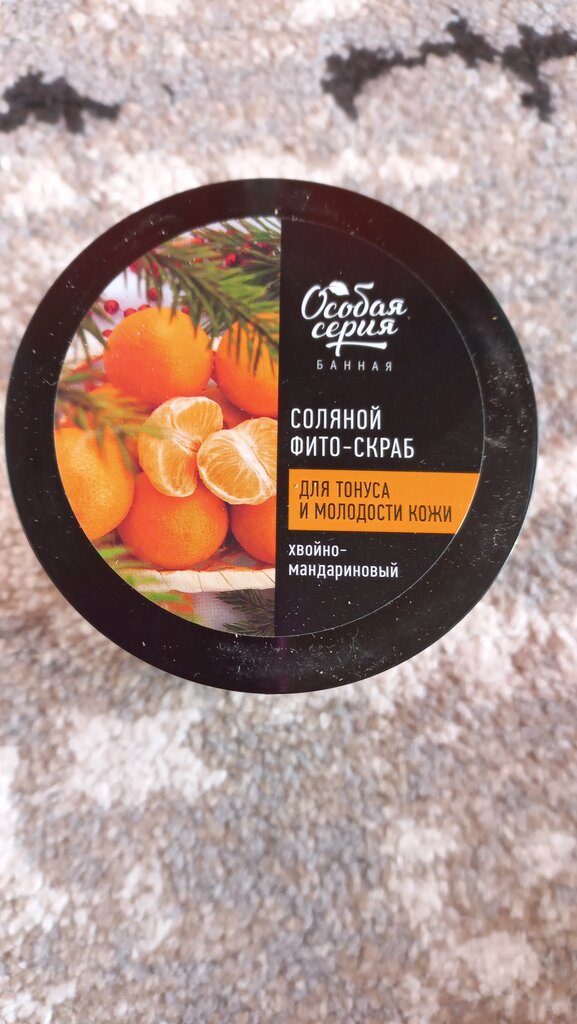 Особая
серия
БАННАЯ
СОЛЯНОЙ
ФИТО-СКРАБ
ДЛЯ ТОНУСА
И МОЛОДОСТИ КОЖИ
хвойно-
мандариновый